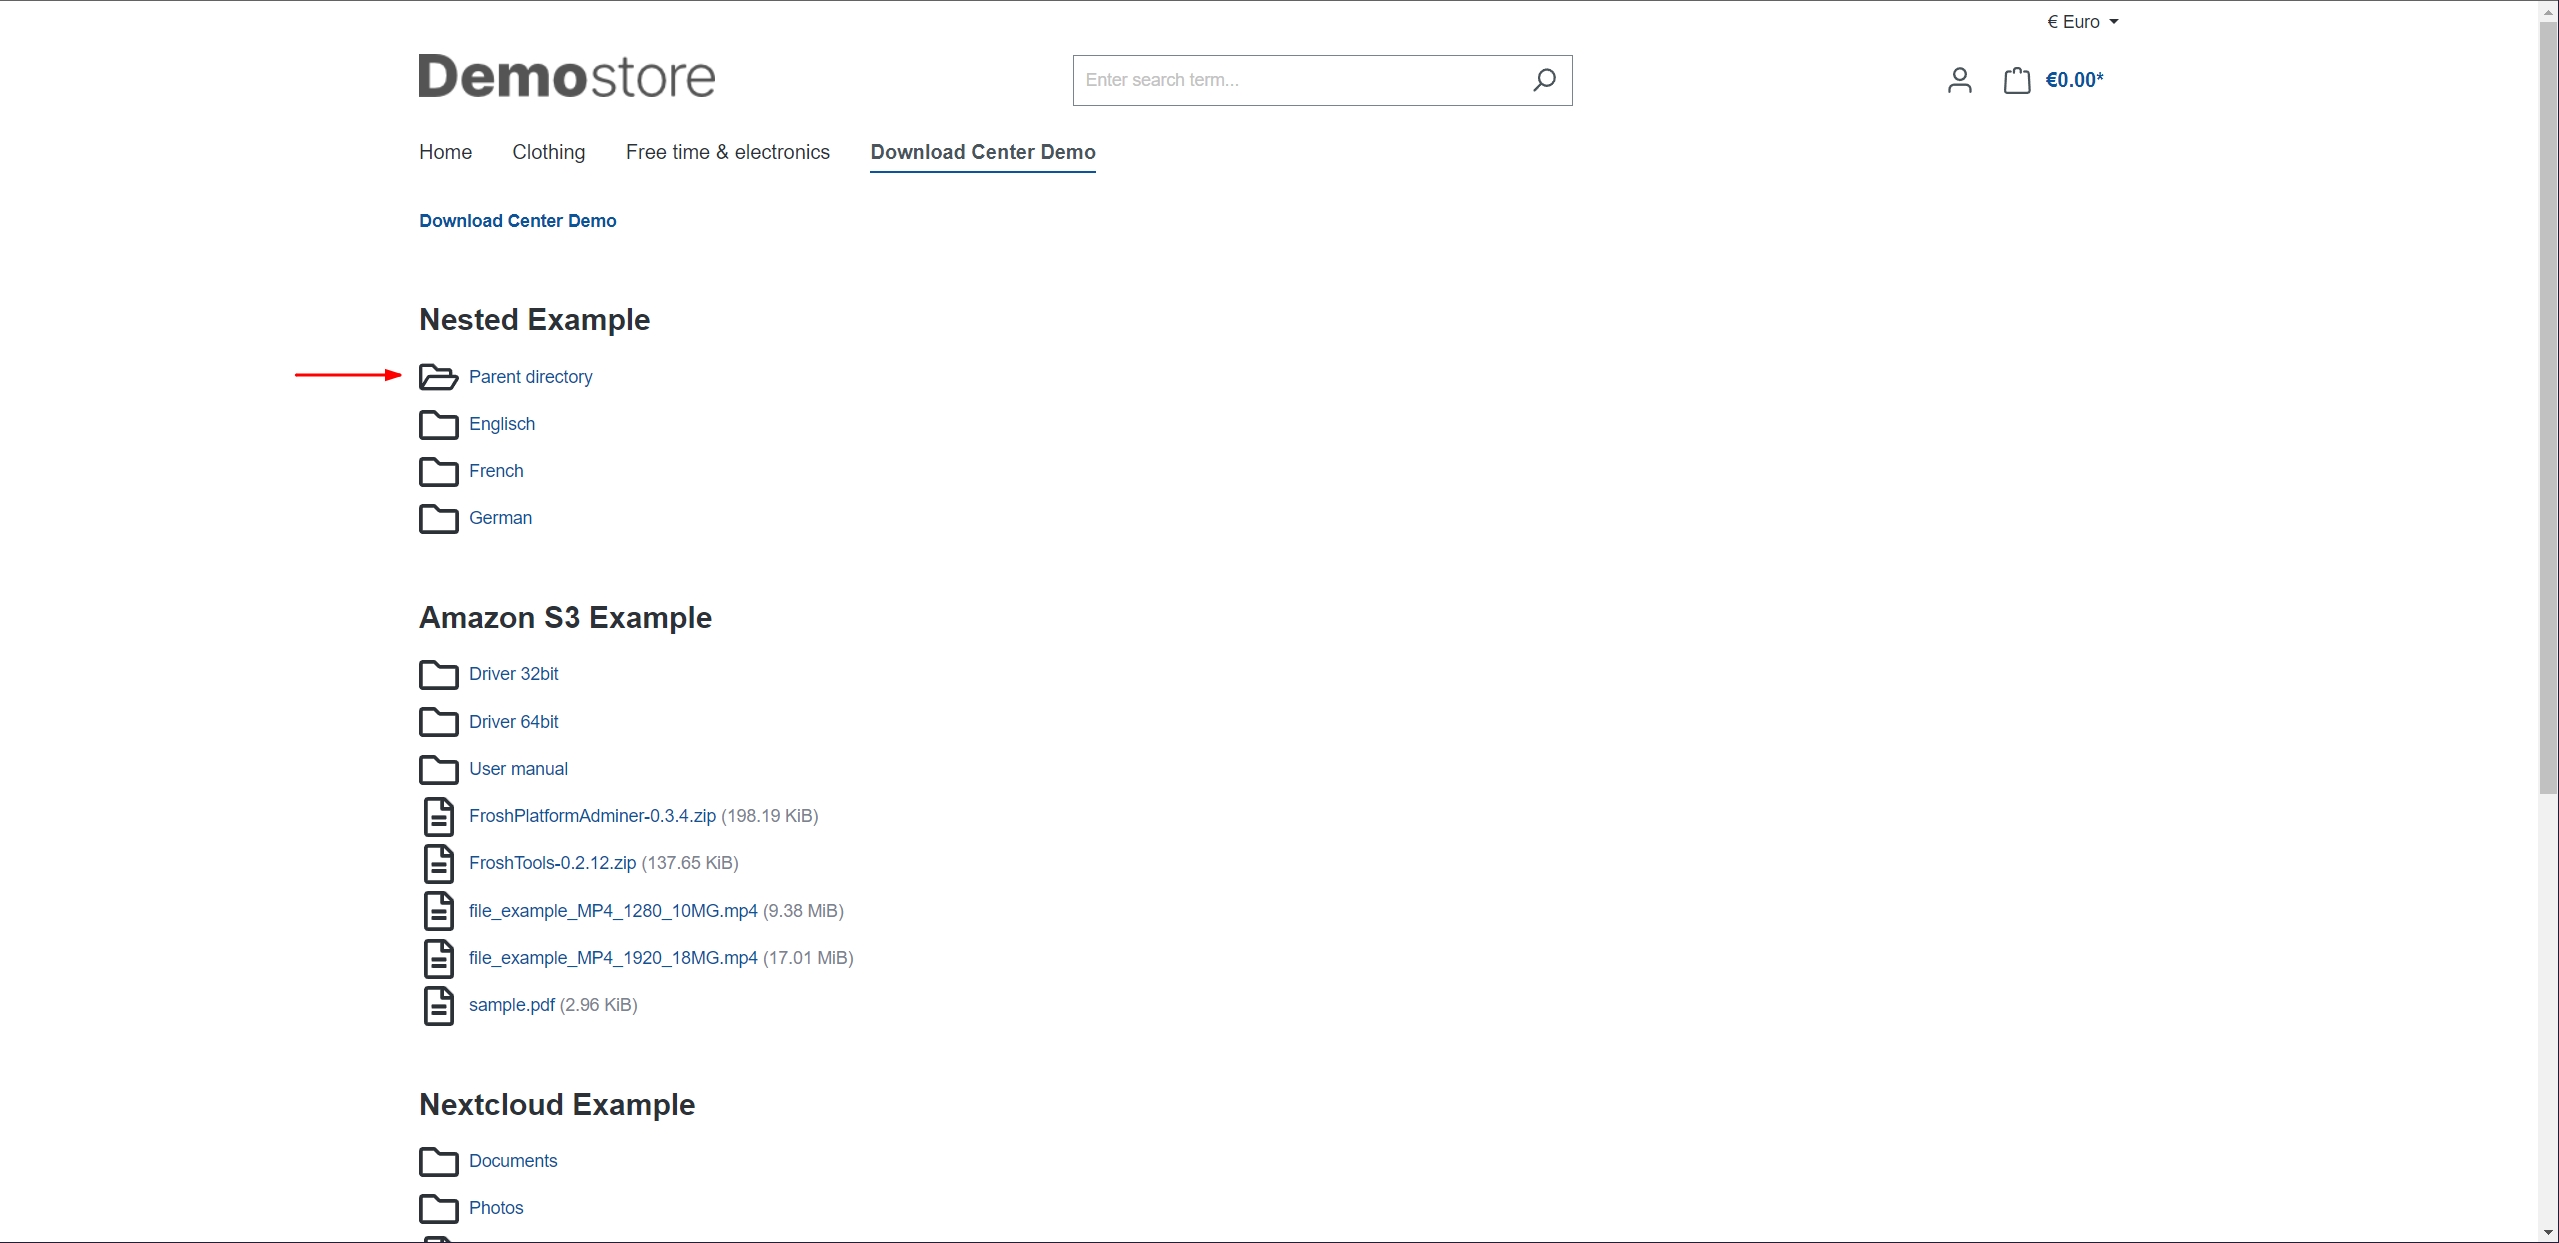 € Euro
Demostore
Enter search term...
€0.00*
Home Clothing Free time & electronics Download Center Demo
Download Center Demo
Nested Example
Parent directory
Englisch
French
German
Amazon S3 Example
Driver 32bit
Driver 64bit
User manual
FroshPlatformAdminer-0.3.4.zip (198.19 KiB)
FroshTools-0.2.12.zip (137.65 KiB)
file_example_MP4_1280_10MG.mp4 (9.38 MiB)
file_example_MP4_1920_18MG.mp4 (17.01 MiB)
sample.pdf (2.96 KiB)
Nextcloud Example
Documents
Photos